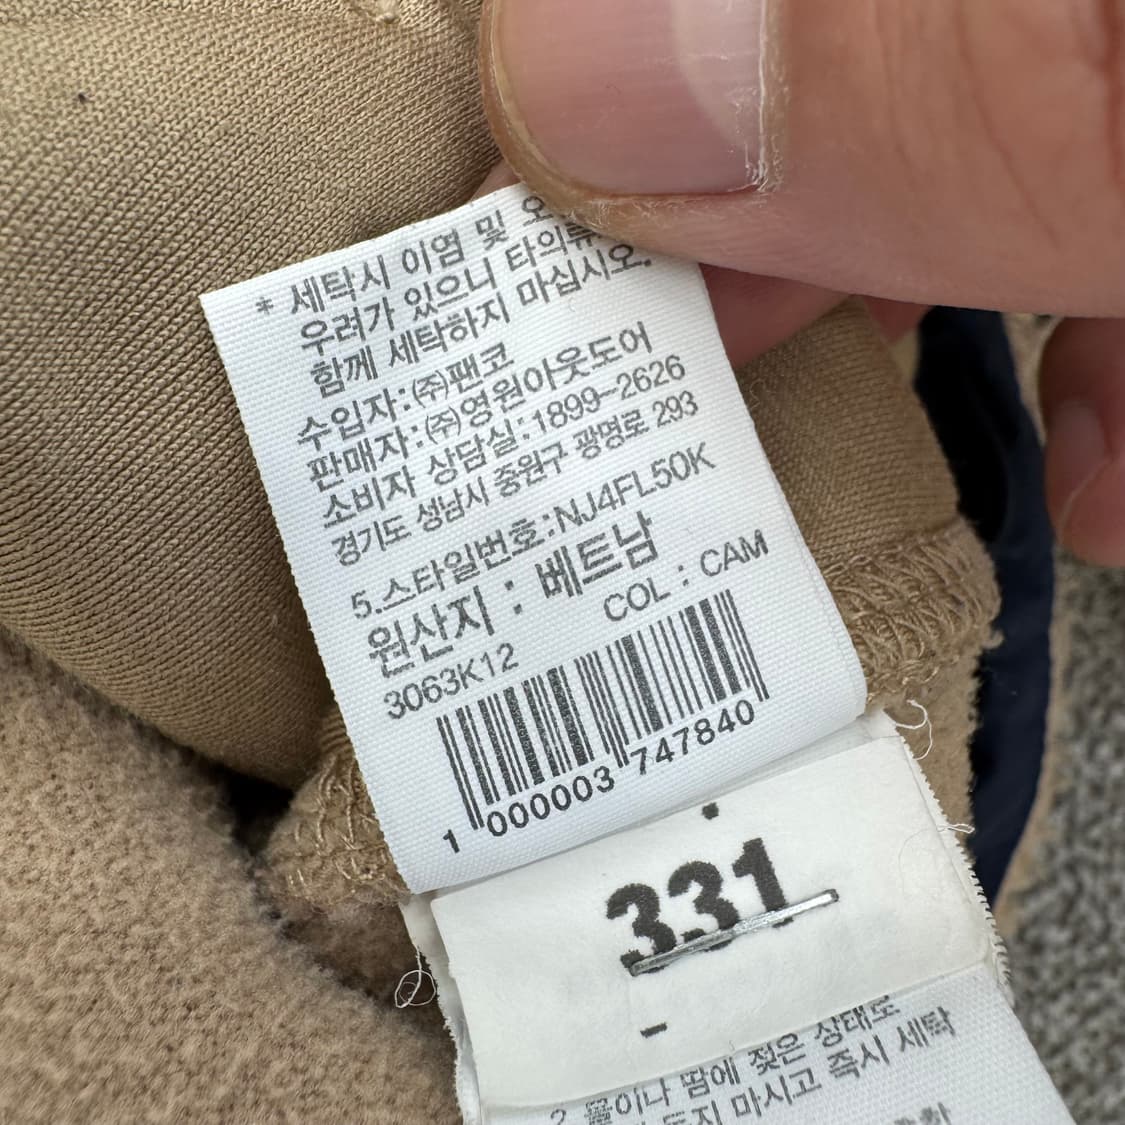 * 세탁시 이염 및 오
우려가 있으니 타의류
함께 세탁하지 마십시오.
수입자:㈜팬코
판매자:㈜영원아웃도어
소비자 상담실:1899-2626
경기도 성남시 중원구 광명로 293
5.스타일번호:NJ4FL50K
원산지 : 베트남
COL : CAM
3063K12
1 000003 747840
331
2. 물이나 땀에 젖은 상태로
두지 마시고 즉시 세탁